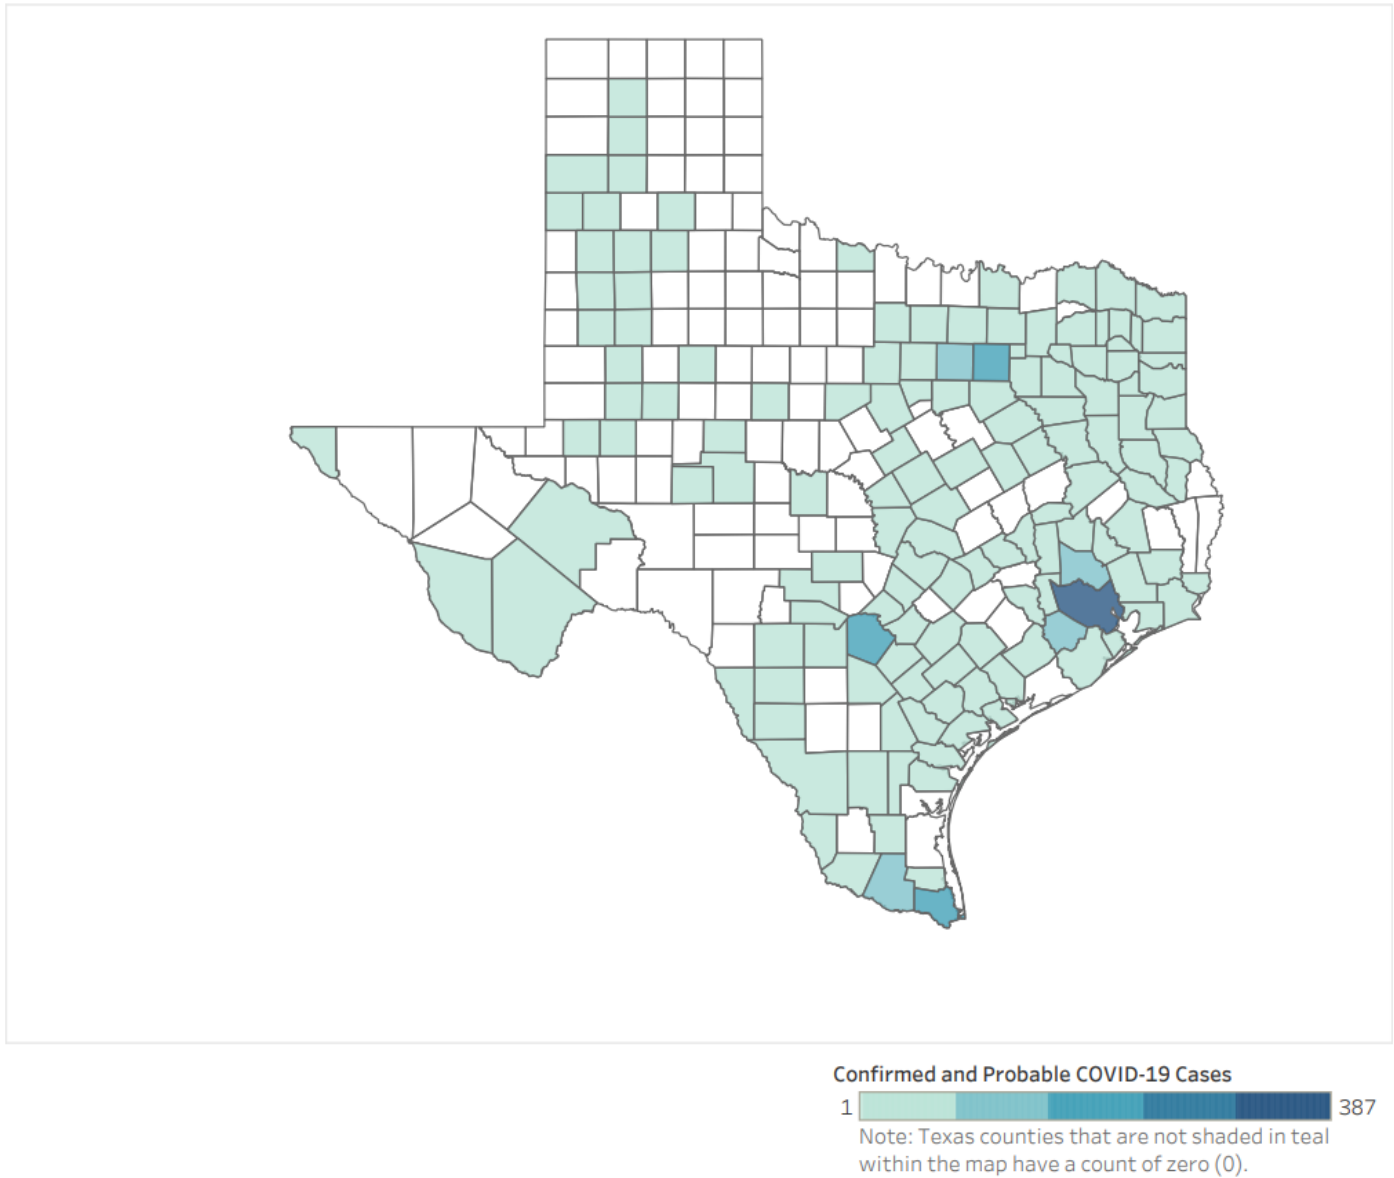 Confirmed and Probable COVID-19 Cases
1 387
Note: Texas counties that are not shaded in teal
within the map have a count of zero (0).